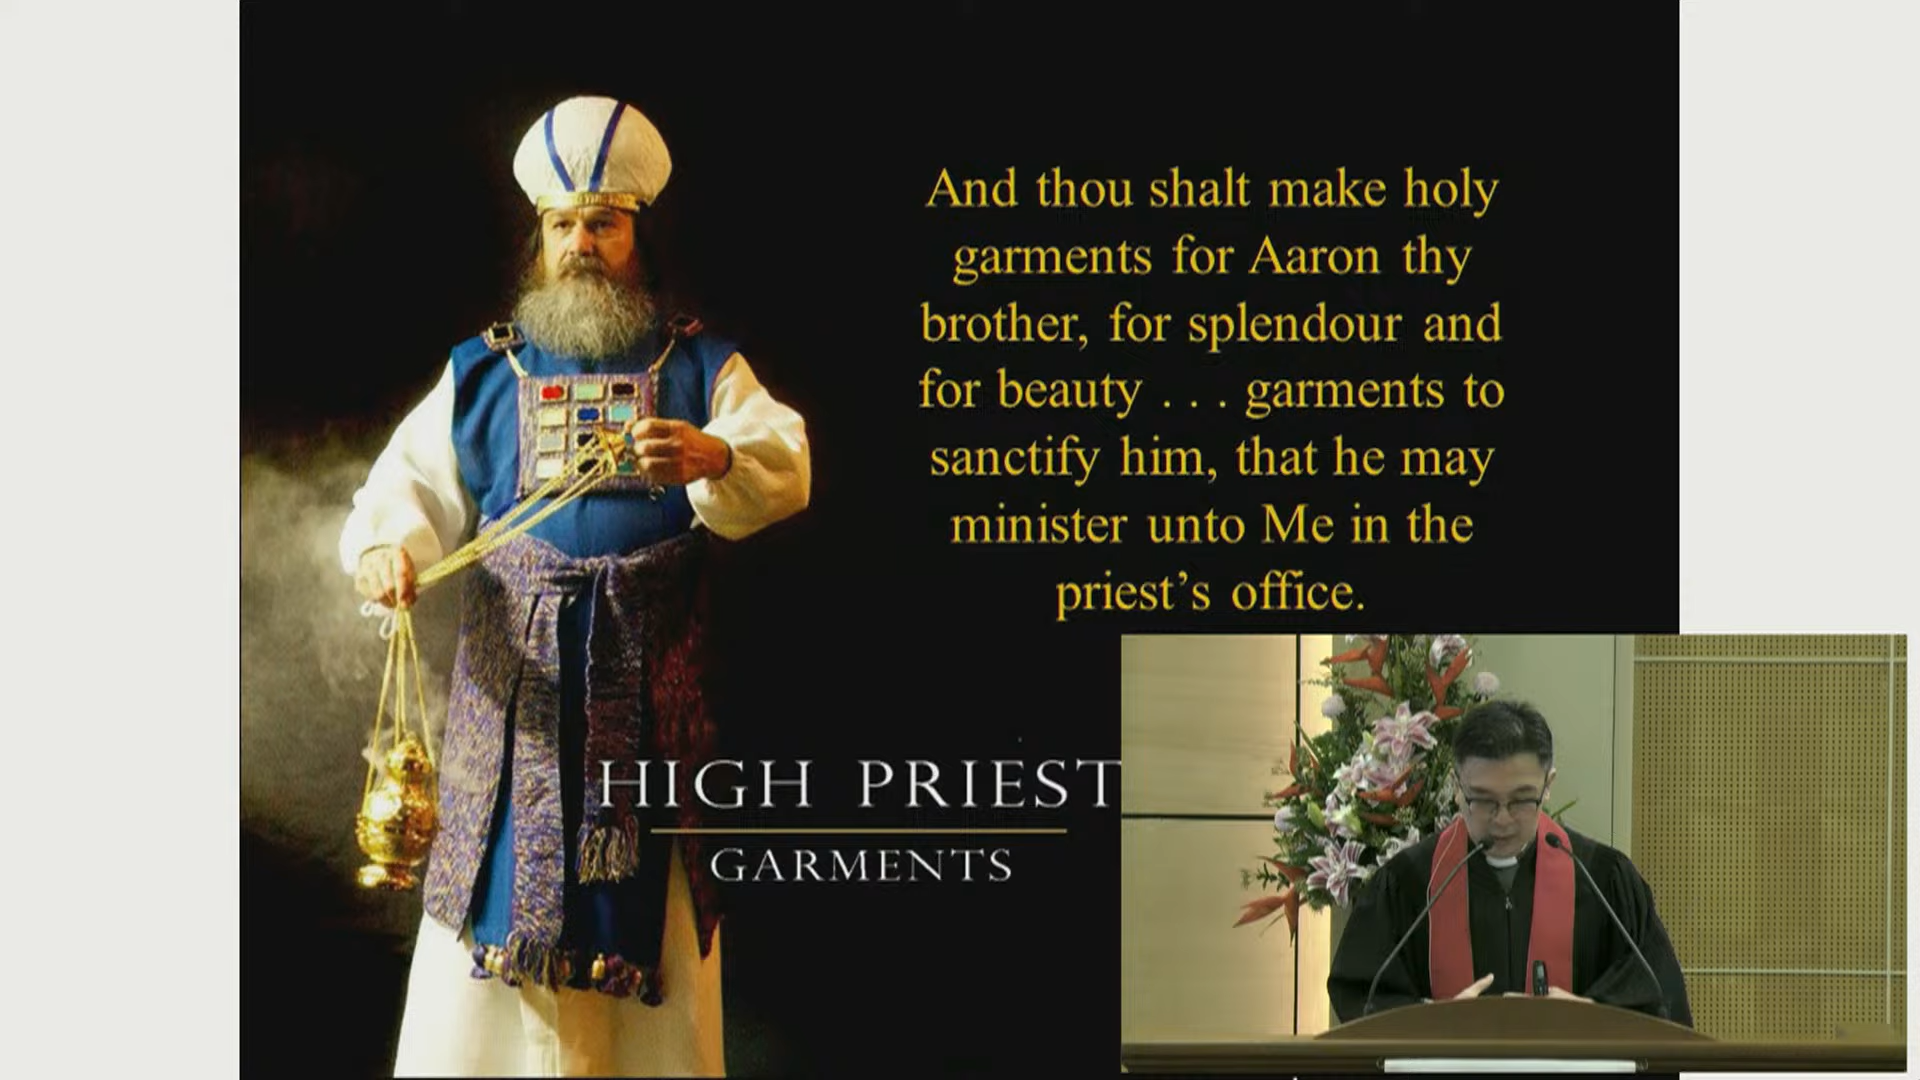 And thou shalt make holy
garments for Aaron thy
brother, for splendour and
for beauty . . . garments to
sanctify him, that he may
minister unto Me in the
priest’s office.
HIGH PRIEST
GARMENTS